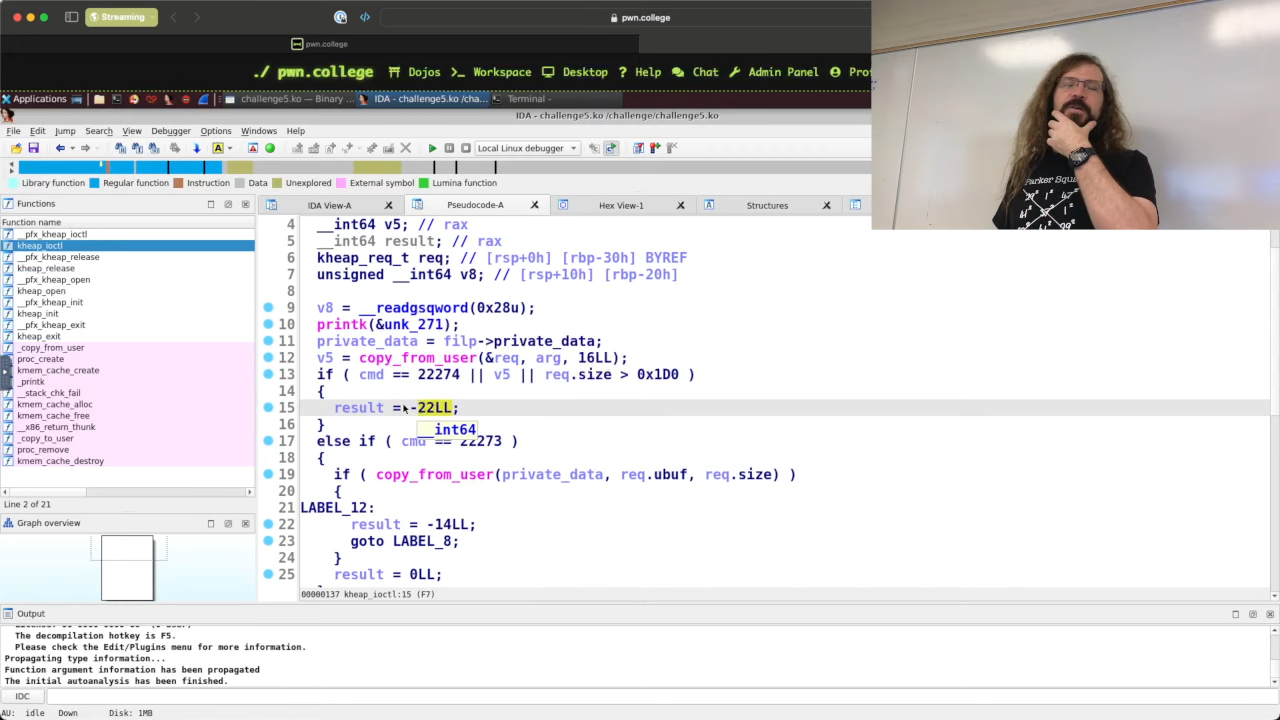 Streaming
pwn.college
pwn.college
./ pwn.college Dojos Workspace Desktop Help Chat Admin Panel
Applications challenge5.ko — Binary ... IDA - challenge5.ko /cha... Terminal -
IDA - challenge5.ko /challenge/challenge5.ko
File Edit Jump Search View Debugger Options Windows Help
Local Linux debugger
Library function Regular function Instruction Data Unexplored External symbol Lumina function
Functions
IDA View-A Pseudocode-A Hex View-1 Structures
Function name
__pfx_kheap_ioctl
kheap_ioctl
__pfx_kheap_release
kheap_release
__pfx_kheap_open
kheap_open
__pfx_kheap_init
kheap_init
__pfx_kheap_exit
kheap_exit
_copy_from_user
proc_create
kmem_cache_create
_printk
__stack_chk_fail
kmem_cache_alloc
kmem_cache_free
__x86_return_thunk
_copy_to_user
proc_remove
kmem_cache_destroy
Line 2 of 21
Graph overview
4 __int64 v5; // rax
5 __int64 result; // rax
6 kheap_req_t req; // [rsp+0h] [rbp-30h] BYREF
7 unsigned __int64 v8; // [rsp+10h] [rbp-20h]
8
9 v8 = __readgsqword(0x28u);
10 printk(&unk_271);
11 private_data = filp->private_data;
12 v5 = copy_from_user(&req, arg, 16LL);
13 if ( cmd == 22274 || v5 || req.size > 0x1D0 )
14 {
15 result = -22LL;
16 }
__int64
17 else if ( cmd == 22273 )
18 {
19 if ( copy_from_user(private_data, req.ubuf, req.size) )
20 {
21 LABEL_12:
22 result = -14LL;
23 goto LABEL_8;
24 }
25 result = 0LL;
00000137 kheap_ioctl:15 (F7)
Output
The decompilation hotkey is F5.
Please check the Edit/Plugins menu for more information.
Propagating type information...
Function argument information has been propagated
The initial autoanalysis has been finished.
IDC
AU: idle Down Disk: 1MB
Parker Squa